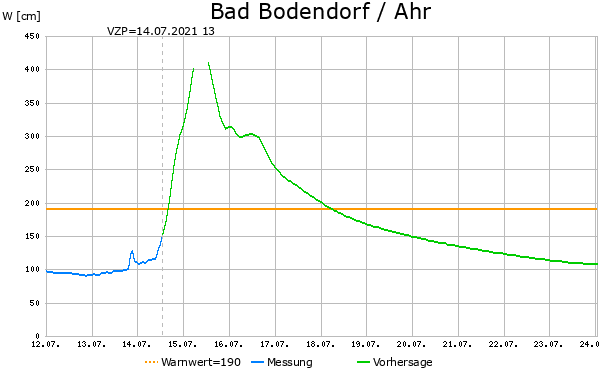 Bad Bodendorf / Ahr
W [cm]
VZP=14.07.2021 13
450
400
350
300
250
200
150
100
50
0
12.07. 13.07. 14.07. 15.07. 16.07. 17.07. 18.07. 19.07. 20.07. 21.07. 22.07. 23.07. 24.0
Warnwert=190 Messung Vorhersage